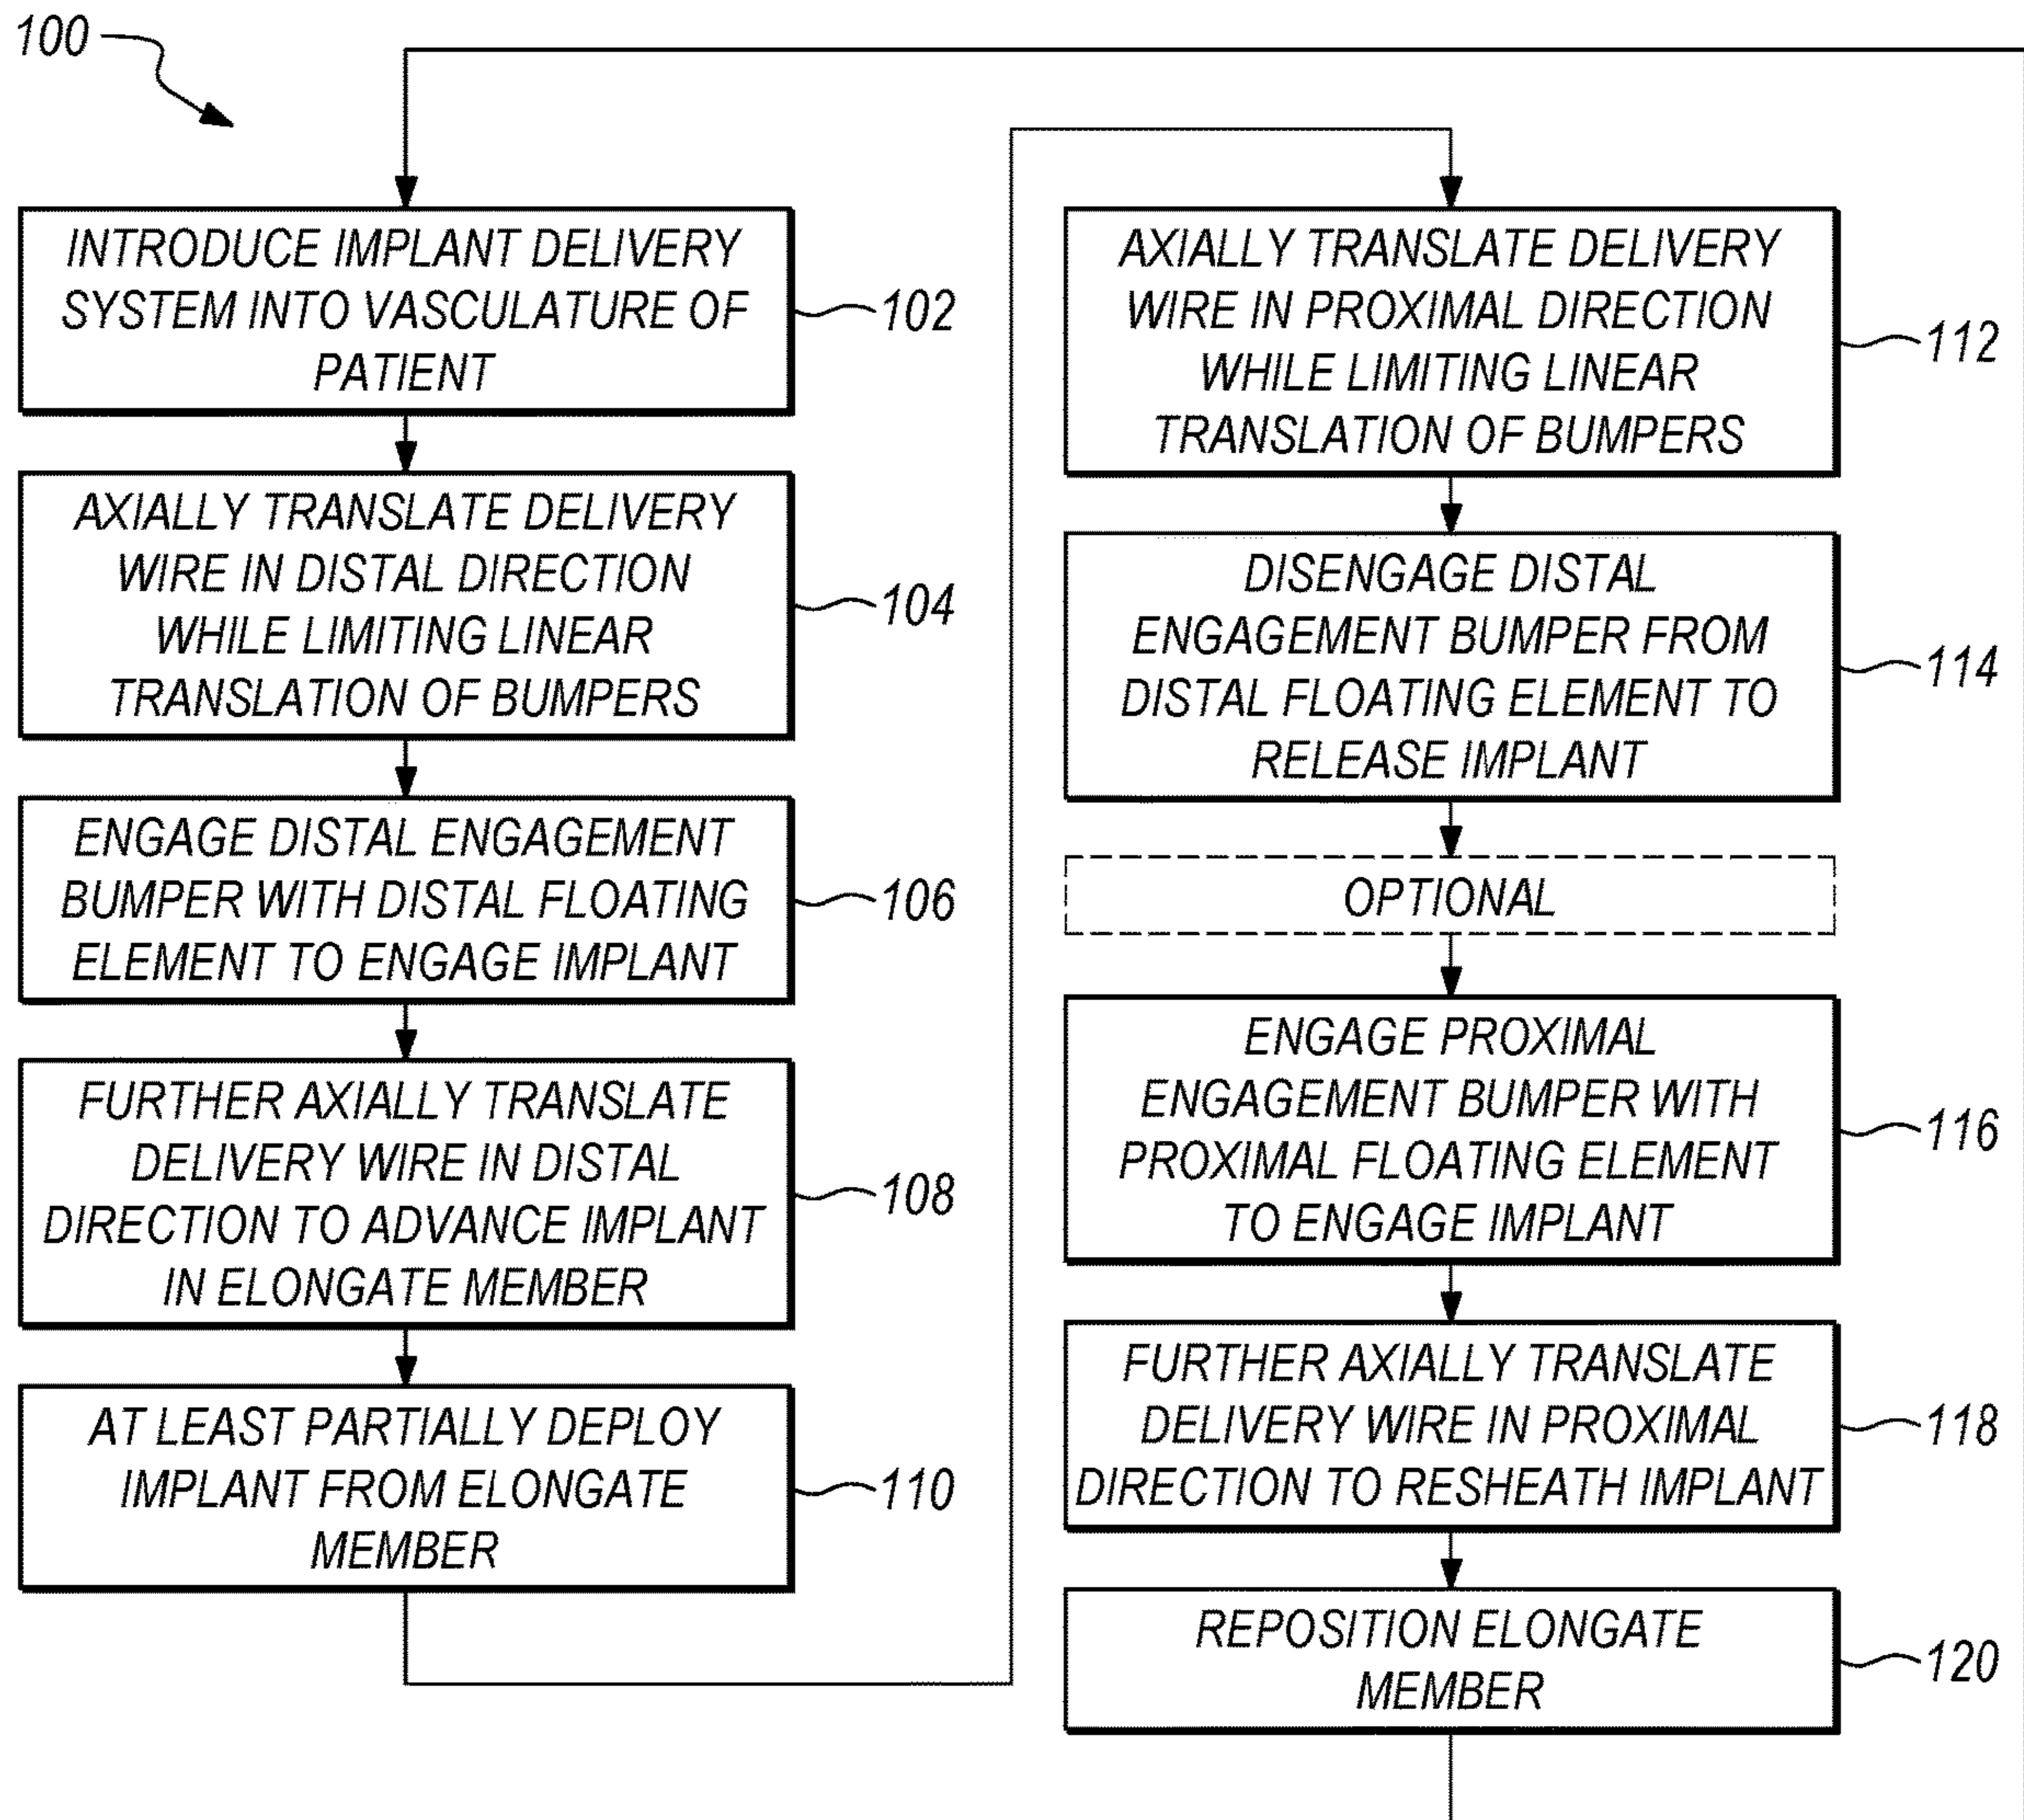 100
INTRODUCE IMPLANT DELIVERY
SYSTEM INTO VASCULATURE OF
PATIENT
102
AXIALLY TRANSLATE DELIVERY
WIRE IN DISTAL DIRECTION
WHILE LIMITING LINEAR
TRANSLATION OF BUMPERS
104
ENGAGE DISTAL ENGAGEMENT
BUMPER WITH DISTAL FLOATING
ELEMENT TO ENGAGE IMPLANT
106
FURTHER AXIALLY TRANSLATE
DELIVERY WIRE IN DISTAL
DIRECTION TO ADVANCE IMPLANT
IN ELONGATE MEMBER
108
AT LEAST PARTIALLY DEPLOY
IMPLANT FROM ELONGATE
MEMBER
110
AXIALLY TRANSLATE DELIVERY
WIRE IN PROXIMAL DIRECTION
WHILE LIMITING LINEAR
TRANSLATION OF BUMPERS
112
DISENGAGE DISTAL
ENGAGEMENT BUMPER FROM
DISTAL FLOATING ELEMENT TO
RELEASE IMPLANT
114
OPTIONAL
ENGAGE PROXIMAL
ENGAGEMENT BUMPER WITH
PROXIMAL FLOATING ELEMENT
TO ENGAGE IMPLANT
116
FURTHER AXIALLY TRANSLATE
DELIVERY WIRE IN PROXIMAL
DIRECTION TO RESHEATH IMPLANT
118
REPOSITION ELONGATE
MEMBER
120